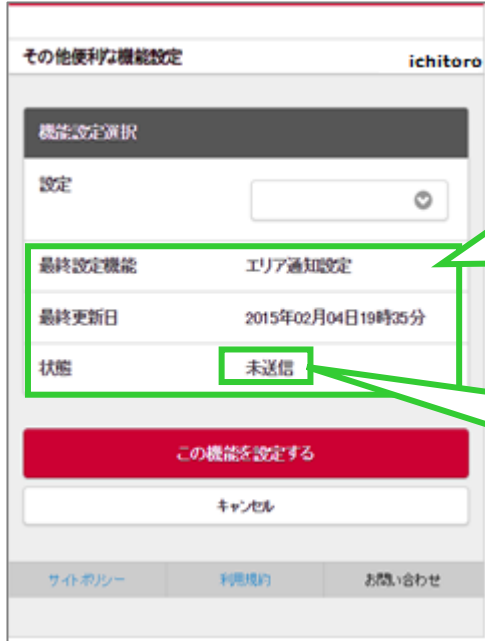 その他便利な機能設定
ichitoro
機能設定選択
設定
最終設定機能 エリア通知設定
最終更新日 2015年02月04日19時35分
状態 未送信
この機能を設定する
キャンセル
サイトポリシー 利用規約 お問い合わせ